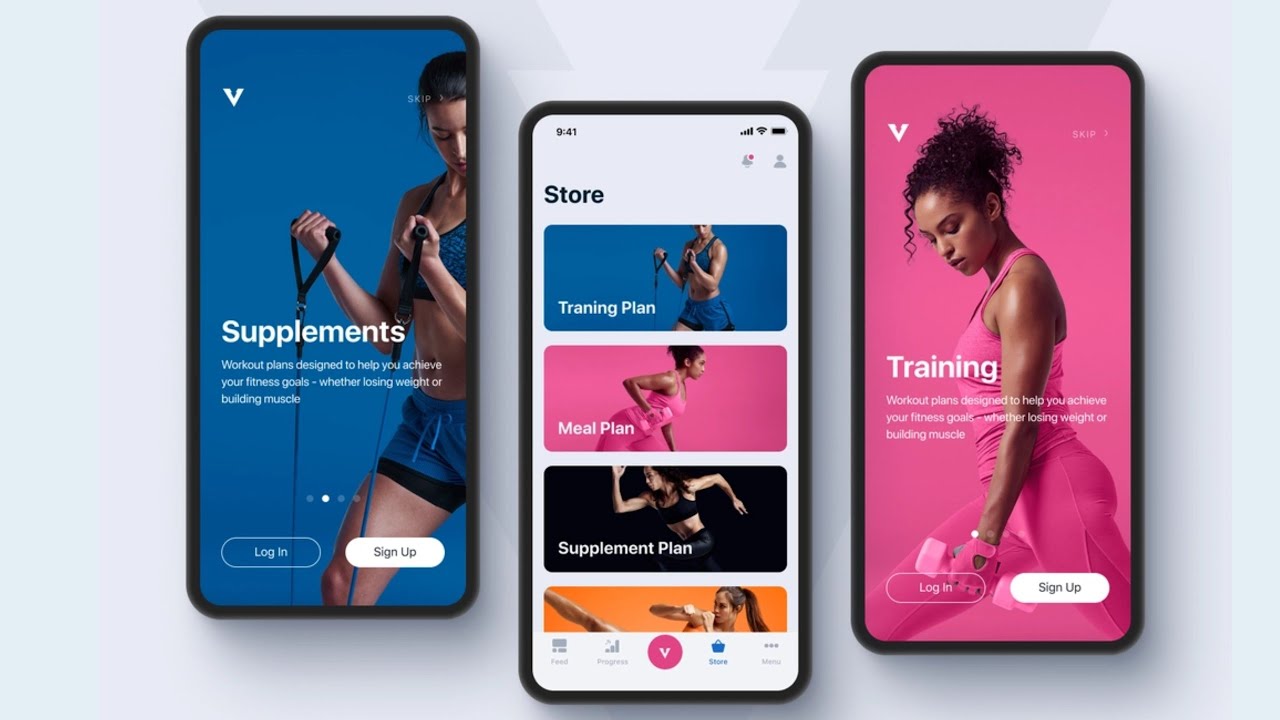 SKIP
Supplements
Workout plans designed to help you achieve
your fitness goals - whether losing weight or
building muscle
Log In
Sign Up
9:41
Store
Traning Plan
Meal Plan
Supplement Plan
Feed
Progress
Store
Menu
SKIP
Training
Workout plans designed to help you achieve
your fitness goals - whether losing weight or
building muscle
Log In
Sign Up